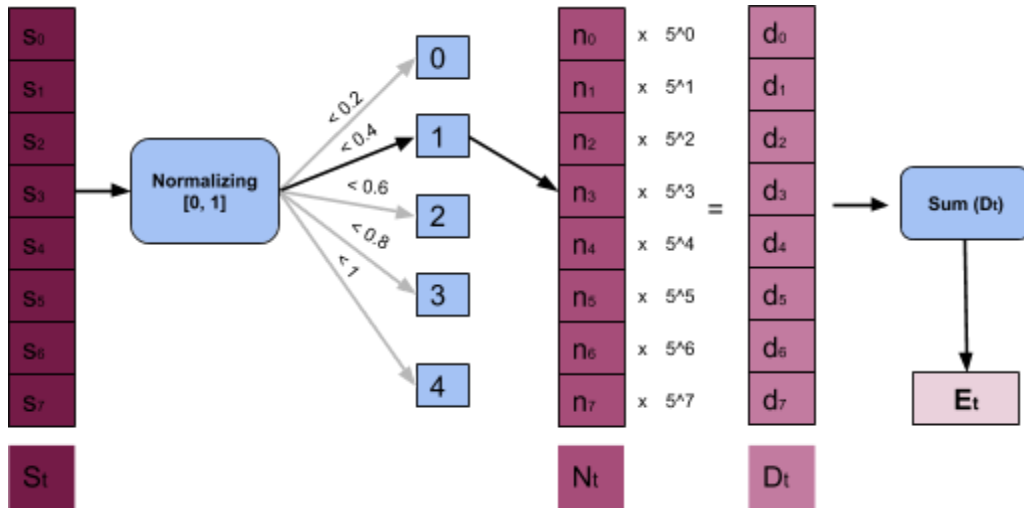 s0
s1
s2
s3
s4
s5
s6
s7
St
Normalizing
[0, 1]
< 0.2
< 0.4
< 0.6
< 0.8
< 1
0
1
2
3
4
n0 x 5^0
n1 x 5^1
n2 x 5^2
n3 x 5^3
n4 x 5^4
n5 x 5^5
n6 x 5^6
n7 x 5^7
Nt
=
d0
d1
d2
d3
d4
d5
d6
d7
Dt
Sum (Dt)
Et